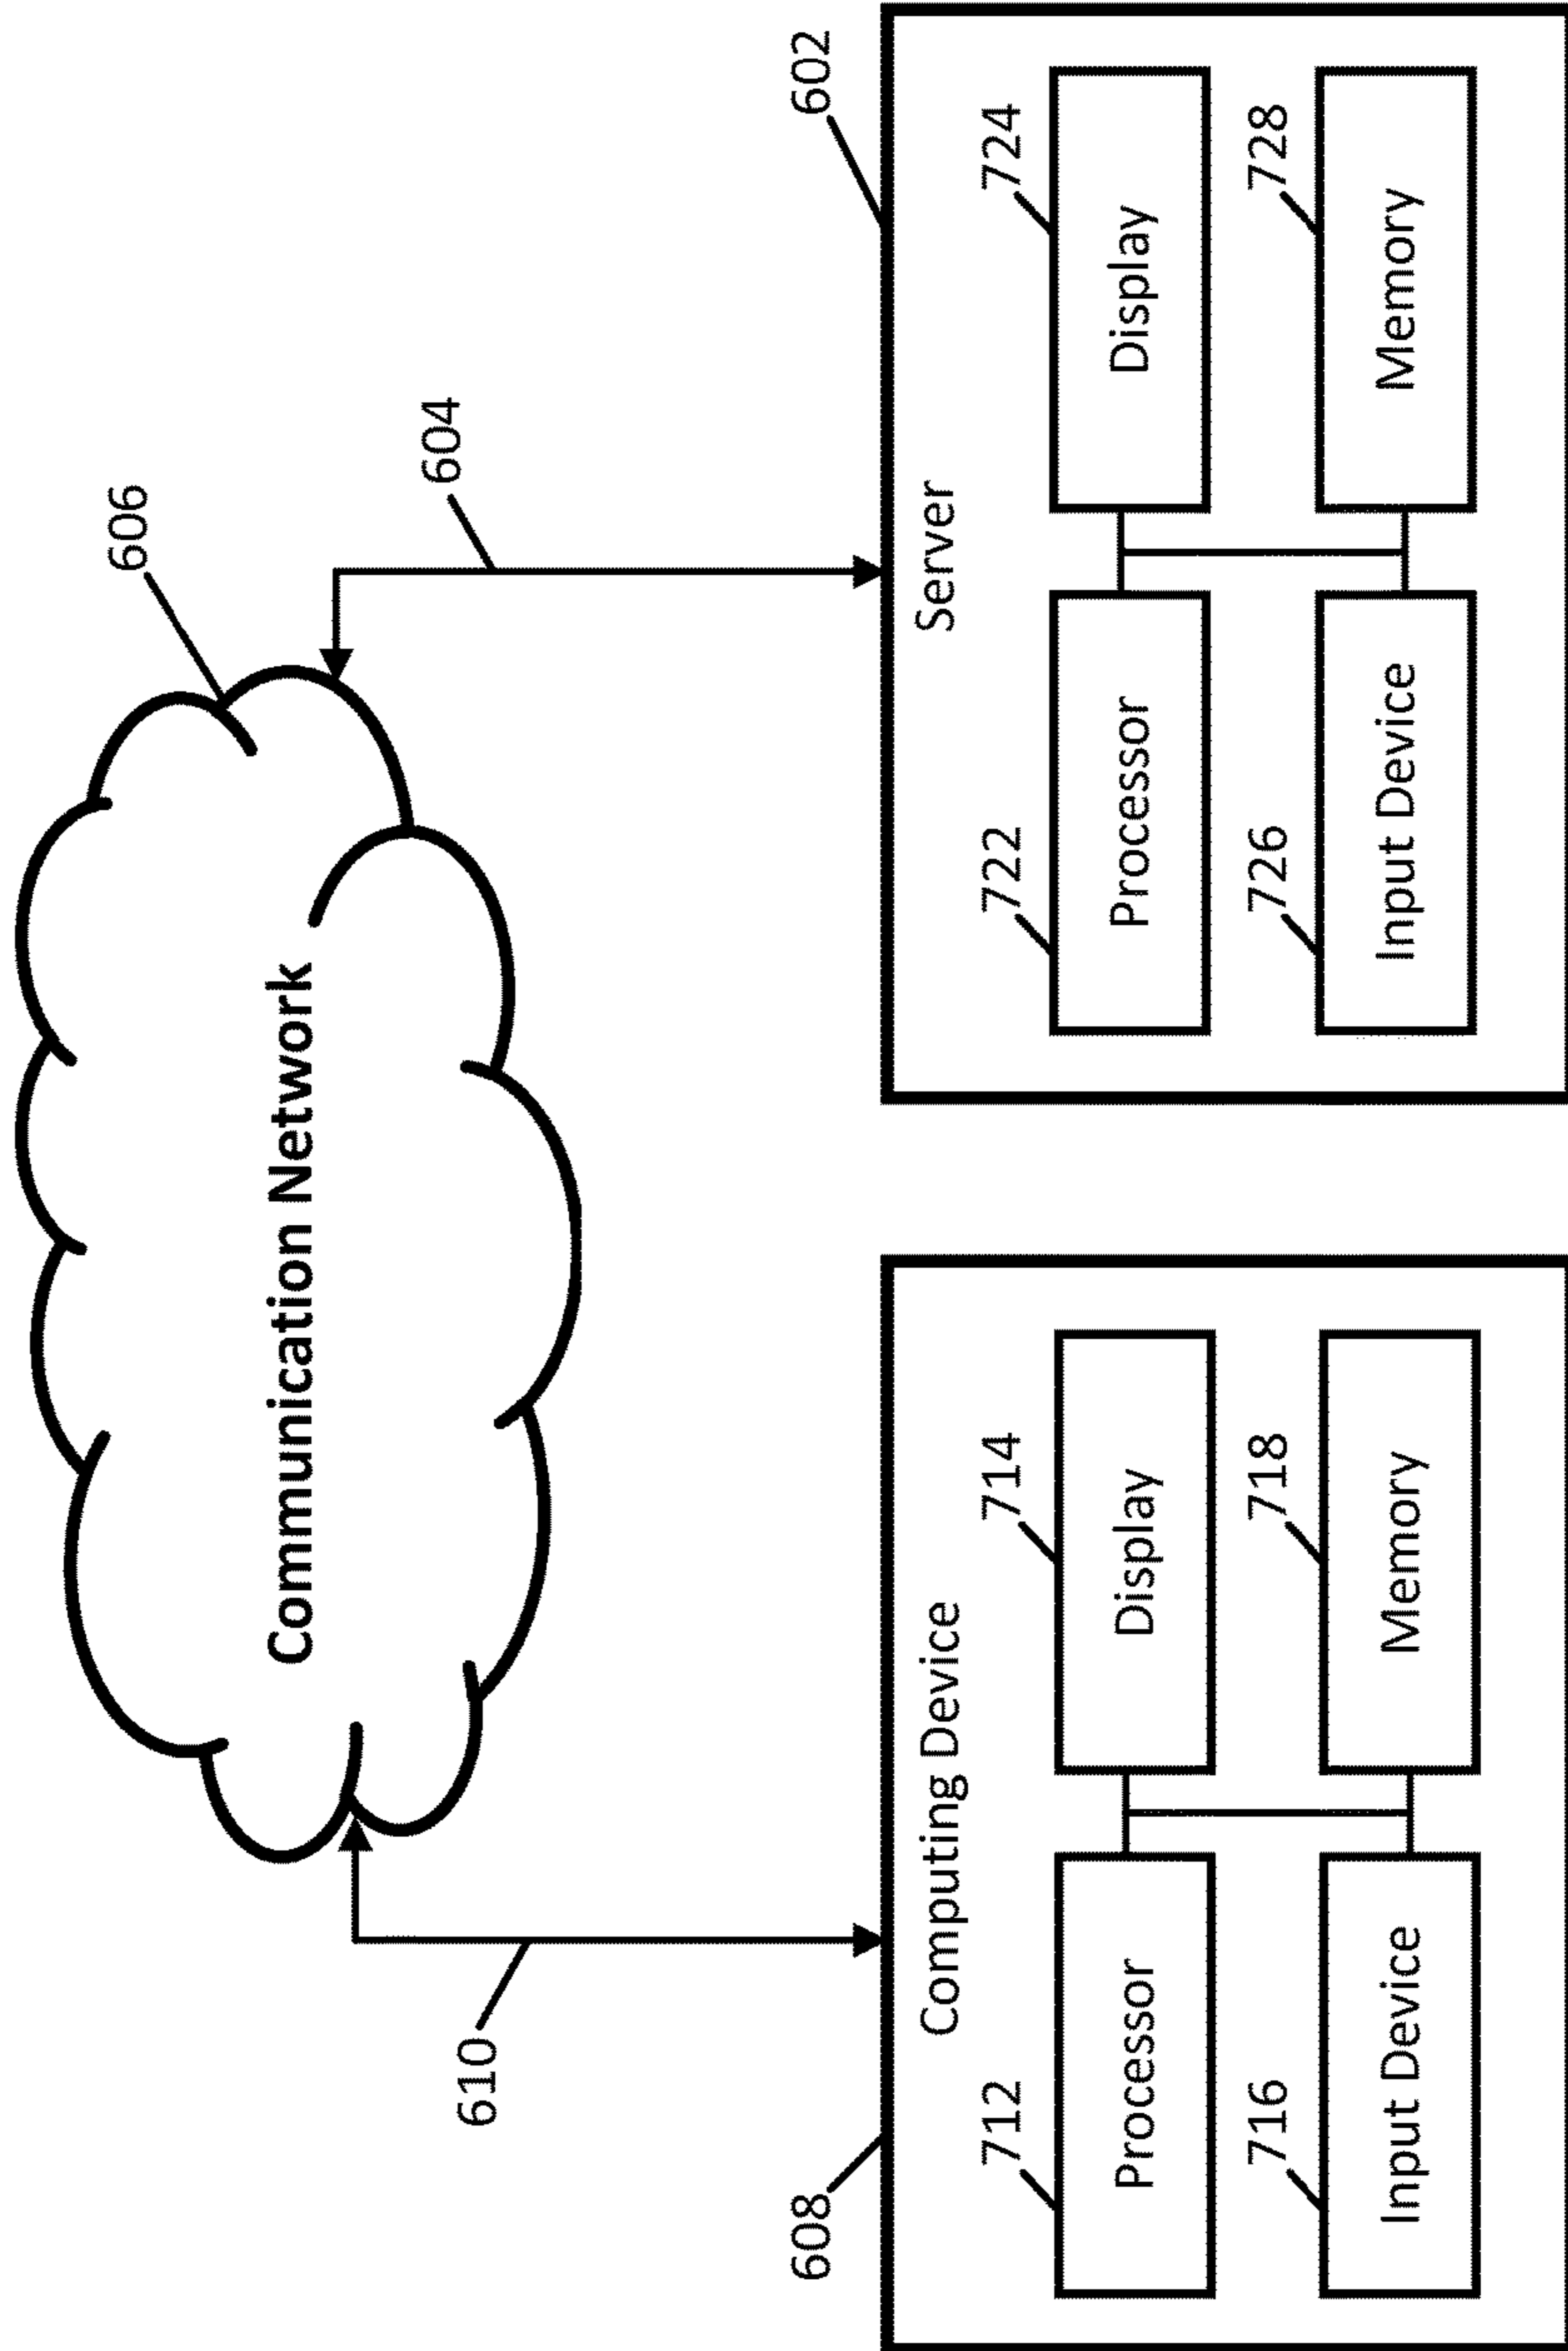 606
Communication Network
604
610
608
602
Computing Device
712
714
Processor
Display
716
718
Input Device
Memory
Server
722
724
Processor
Display
726
728
Input Device
Memory